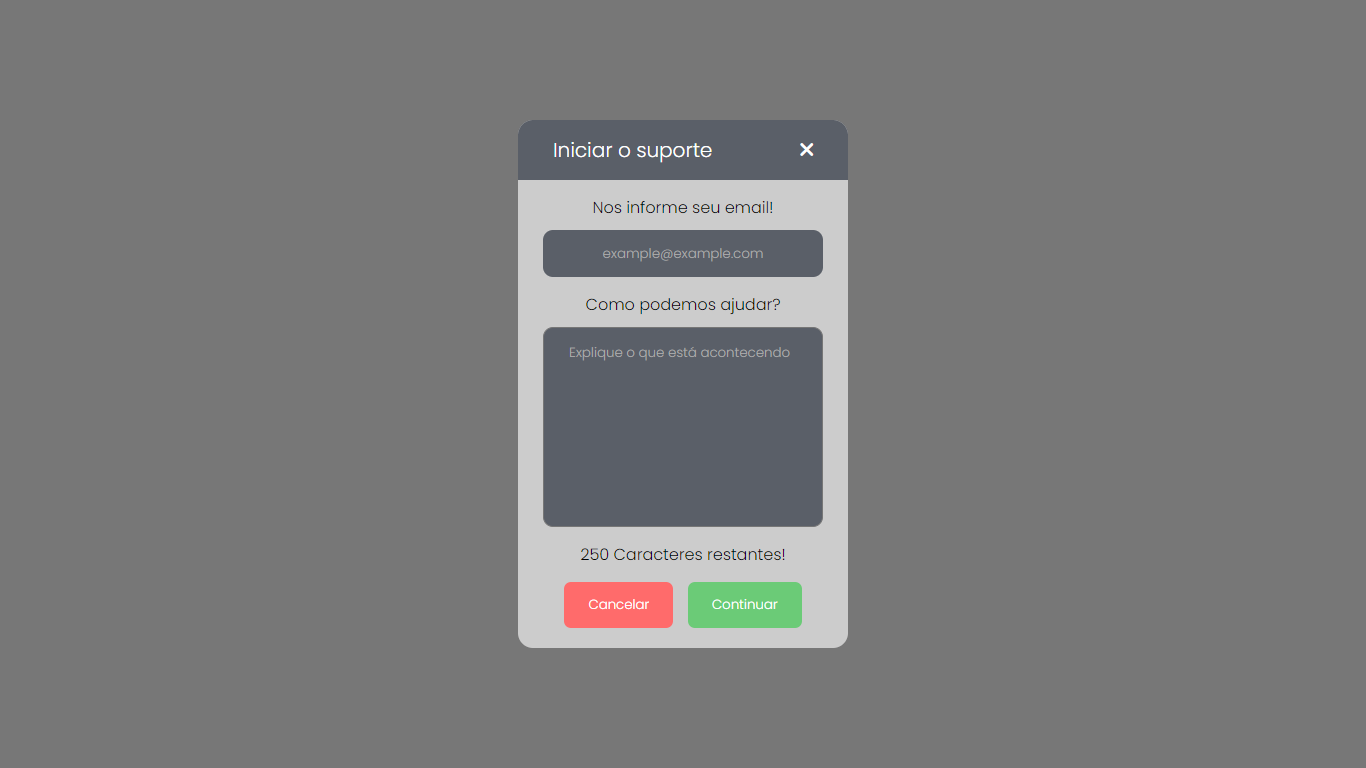 Iniciar o suporte
Nos informe seu email!
example@example.com
Como podemos ajudar?
Explique o que está acontecendo
250 Caracteres restantes!
Cancelar
Continuar